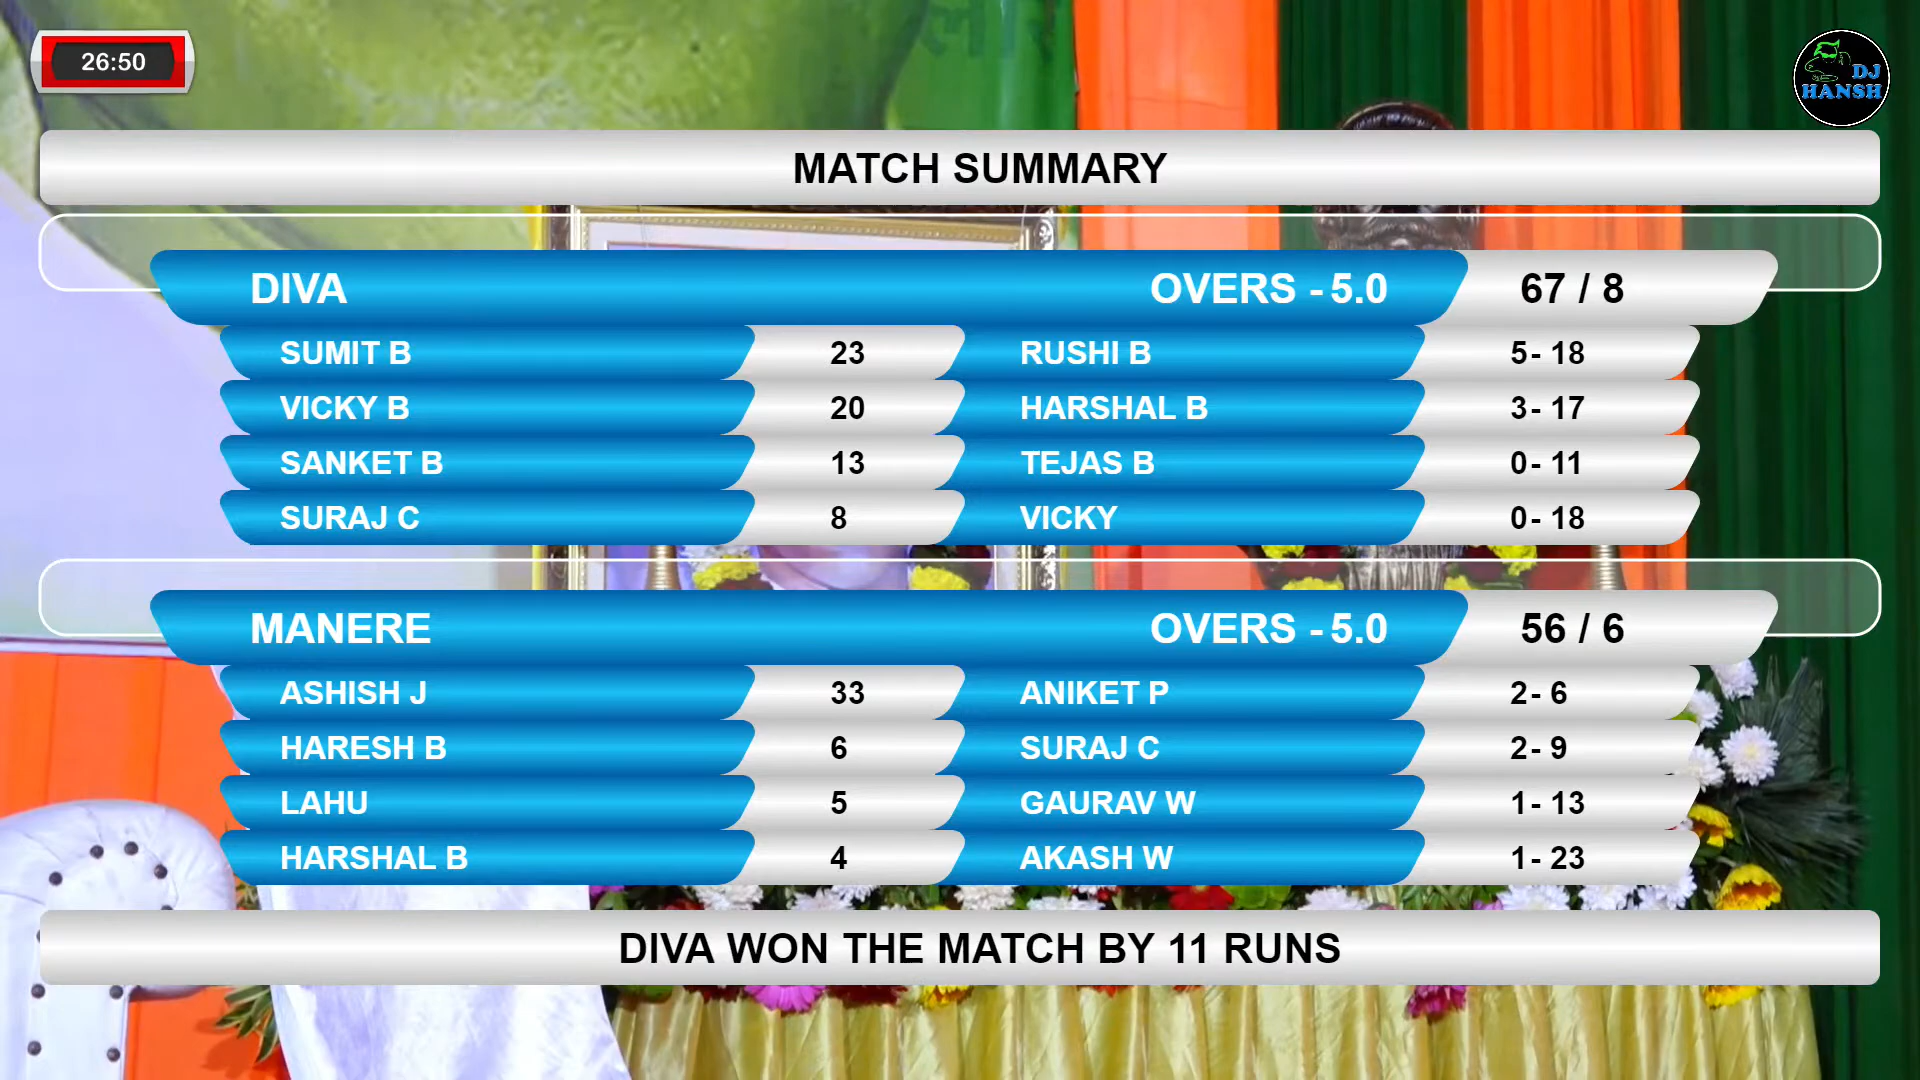 26:50
DJ
HANSH
MATCH SUMMARY
DIVA OVERS - 5.0 67 / 8
SUMIT B 23 RUSHI B 5 - 18
VICKY B 20 HARSHAL B 3 - 17
SANKET B 13 TEJAS B 0 - 11
SURAJ C 8 VICKY 0 - 18
MANERE OVERS - 5.0 56 / 6
ASHISH J 33 ANIKET P 2 - 6
HARESH B 6 SURAJ C 2 - 9
LAHU 5 GAURAV W 1 - 13
HARSHAL B 4 AKASH W 1 - 23
DIVA WON THE MATCH BY 11 RUNS